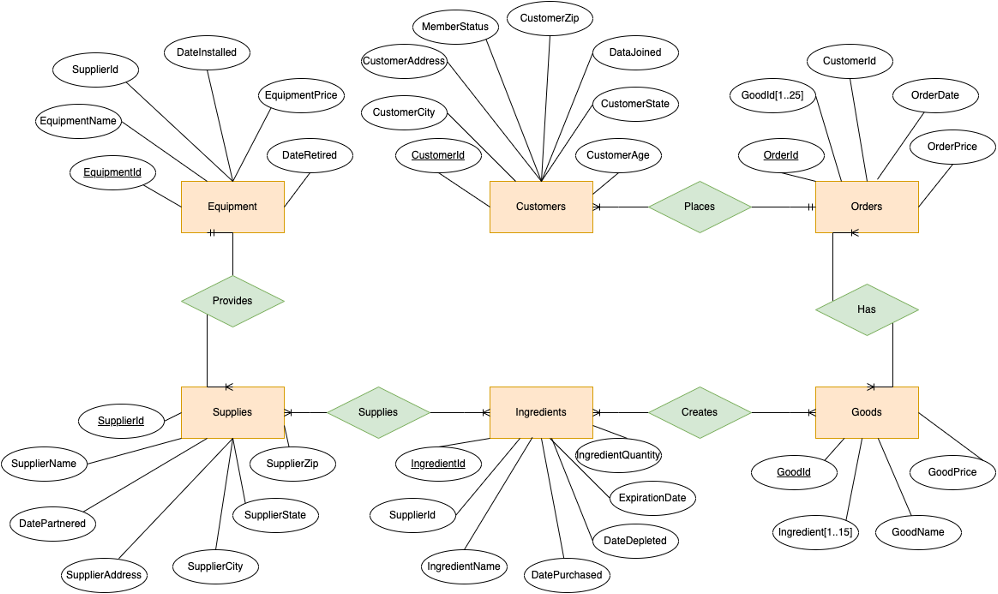 CustomerZip
MemberStatus
DateInstalled
DataJoined
CustomerAddress
CustomerId
SupplierId
EquipmentPrice
GoodId[1..25]
OrderDate
CustomerState
CustomerCity
EquipmentName
OrderPrice
DateRetired
CustomerId
CustomerAge
OrderId
EquipmentId
Equipment
Customers
Places
Orders
Provides
Has
Supplies
Supplies
Ingredients
Creates
Goods
SupplierId
IngredientQuantity
SupplierName
SupplierZip
IngredientId
GoodId
GoodPrice
ExpirationDate
SupplierState
SupplierId
DatePartnered
Ingredient[1..15]
GoodName
DateDepleted
SupplierCity
IngredientName
SupplierAddress
DatePurchased